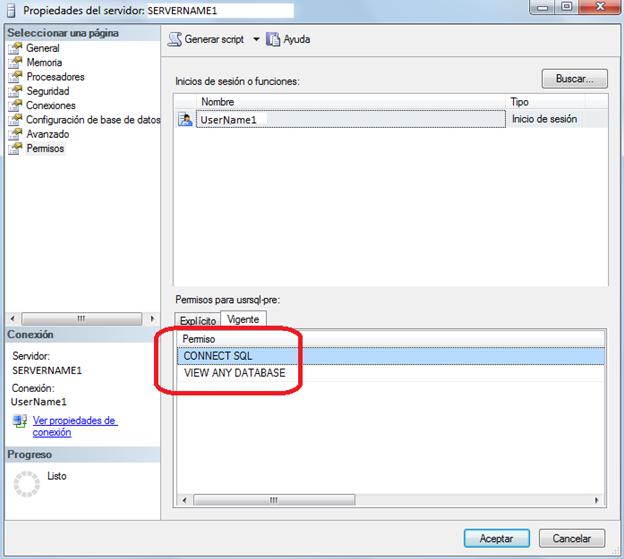 Propiedades del servidor: SERVERNAME1
Seleccionar una página
General
Memoria
Procesadores
Seguridad
Conexiones
Configuración de base de datos
Avanzado
Permisos
Conexión
Servidor:
SERVERNAME1
Conexión:
UserName1
Ver propiedades de
conexión
Progreso
Listo
Generar script
Ayuda
Inicios de sesión o funciones:
Buscar...
Nombre Tipo
UserName1 Inicio de sesión
Permisos para usrsql-pre:
Explícito Vigente
Permiso
CONNECT SQL
VIEW ANY DATABASE
Aceptar Cancelar